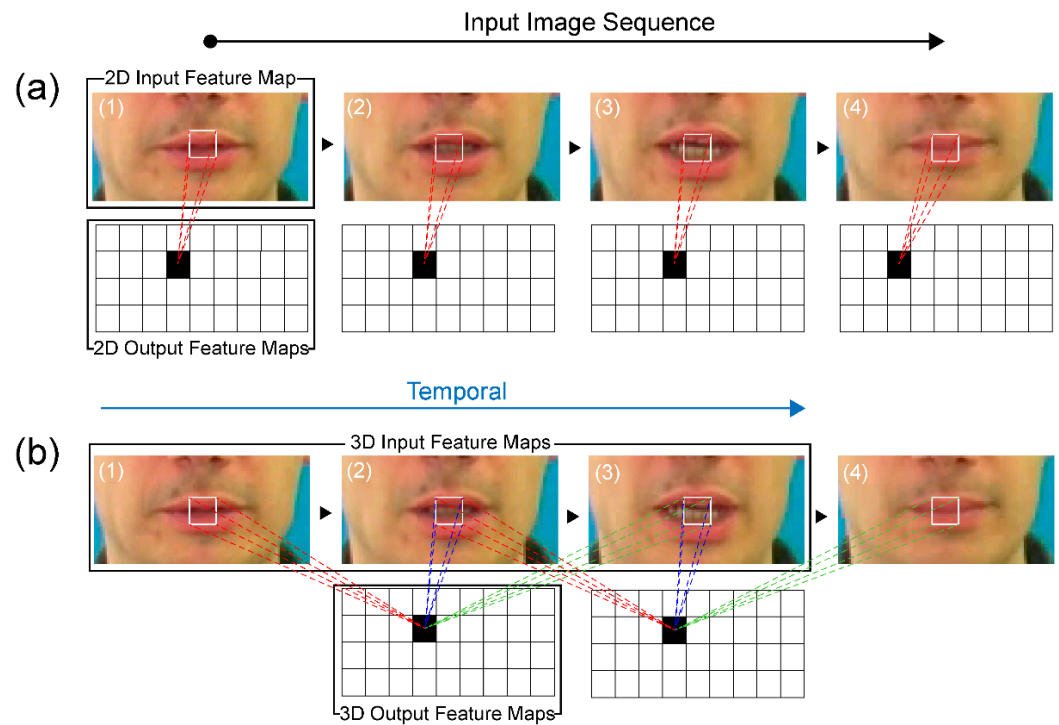 Input Image Sequence
(a)
2D Input Feature Map
(1)
(2)
(3)
(4)
2D Output Feature Maps
Temporal
(b)
3D Input Feature Maps
(1)
(2)
(3)
(4)
3D Output Feature Maps